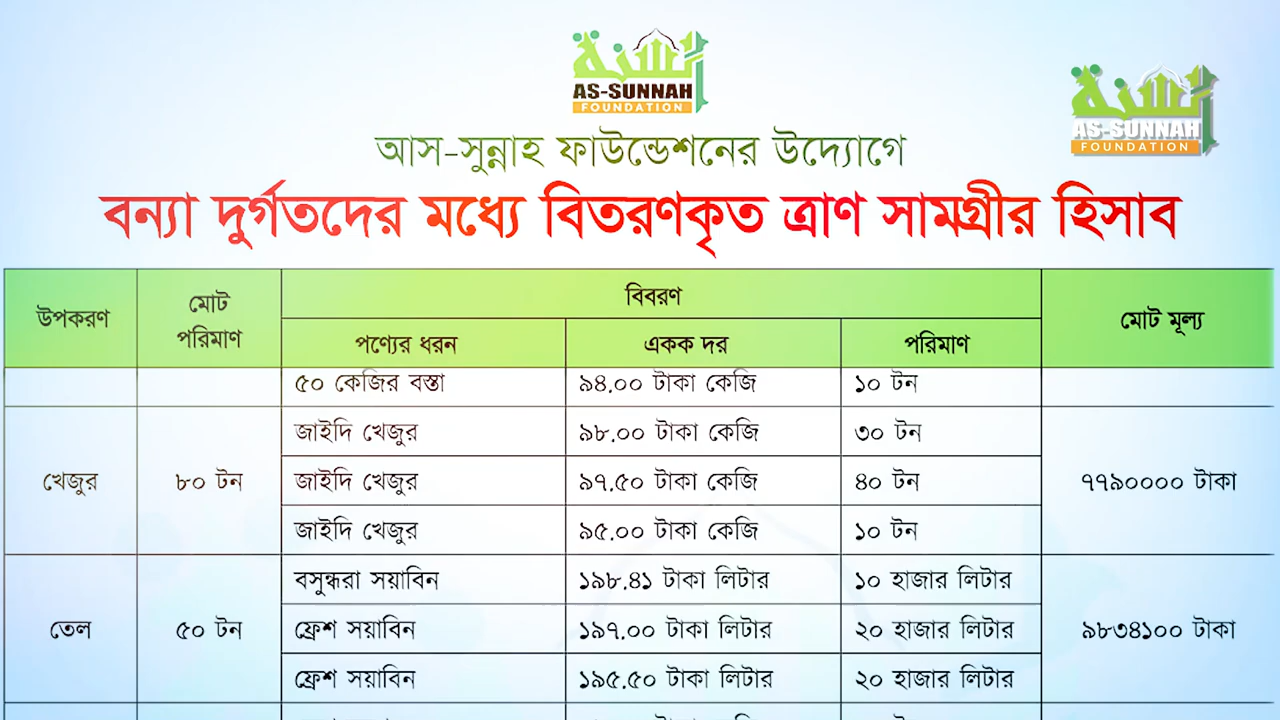 السنة
AS-SUNNAH
FOUNDATION
السنة
AS-SUNNAH
FOUNDATION
আস-সুন্নাহ ফাউন্ডেশনের উদ্যোগে
বন্যা দুর্গতদের মধ্যে বিতরণকৃত ত্রাণ সামগ্রীর হিসাব
উপকরণ মোট পরিমাণ বিবরণ মোট মূল্য
পণ্যের ধরন একক দর পরিমাণ
৫০ কেজির বস্তা ৯৪.০০ টাকা কেজি ১০ টন
জাইদি খেজুর ৯৮.০০ টাকা কেজি ৩০ টন
খেজুর ৮০ টন জাইদি খেজুর ৯৭.৫০ টাকা কেজি ৪০ টন ৭৭৯০০০০ টাকা
জাইদি খেজুর ৯৫.০০ টাকা কেজি ১০ টন
বসুন্ধরা সয়াবিন ১৯৮.৪১ টাকা লিটার ১০ হাজার লিটার
তেল ৫০ টন ফ্রেশ সয়াবিন ১৯৭.০০ টাকা লিটার ২০ হাজার লিটার ৯৮৩৪১০০ টাকা
ফ্রেশ সয়াবিন ১৯৫.৫০ টাকা লিটার ২০ হাজার লিটার